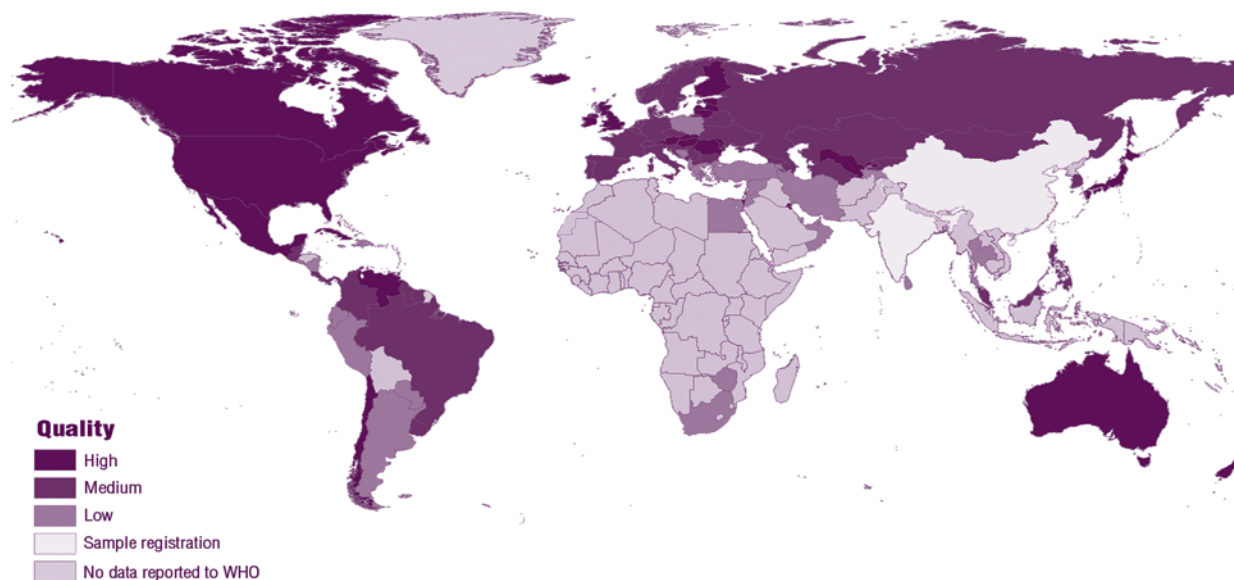 Quality
High
Medium
Low
Sample registration
No data reported to WHO